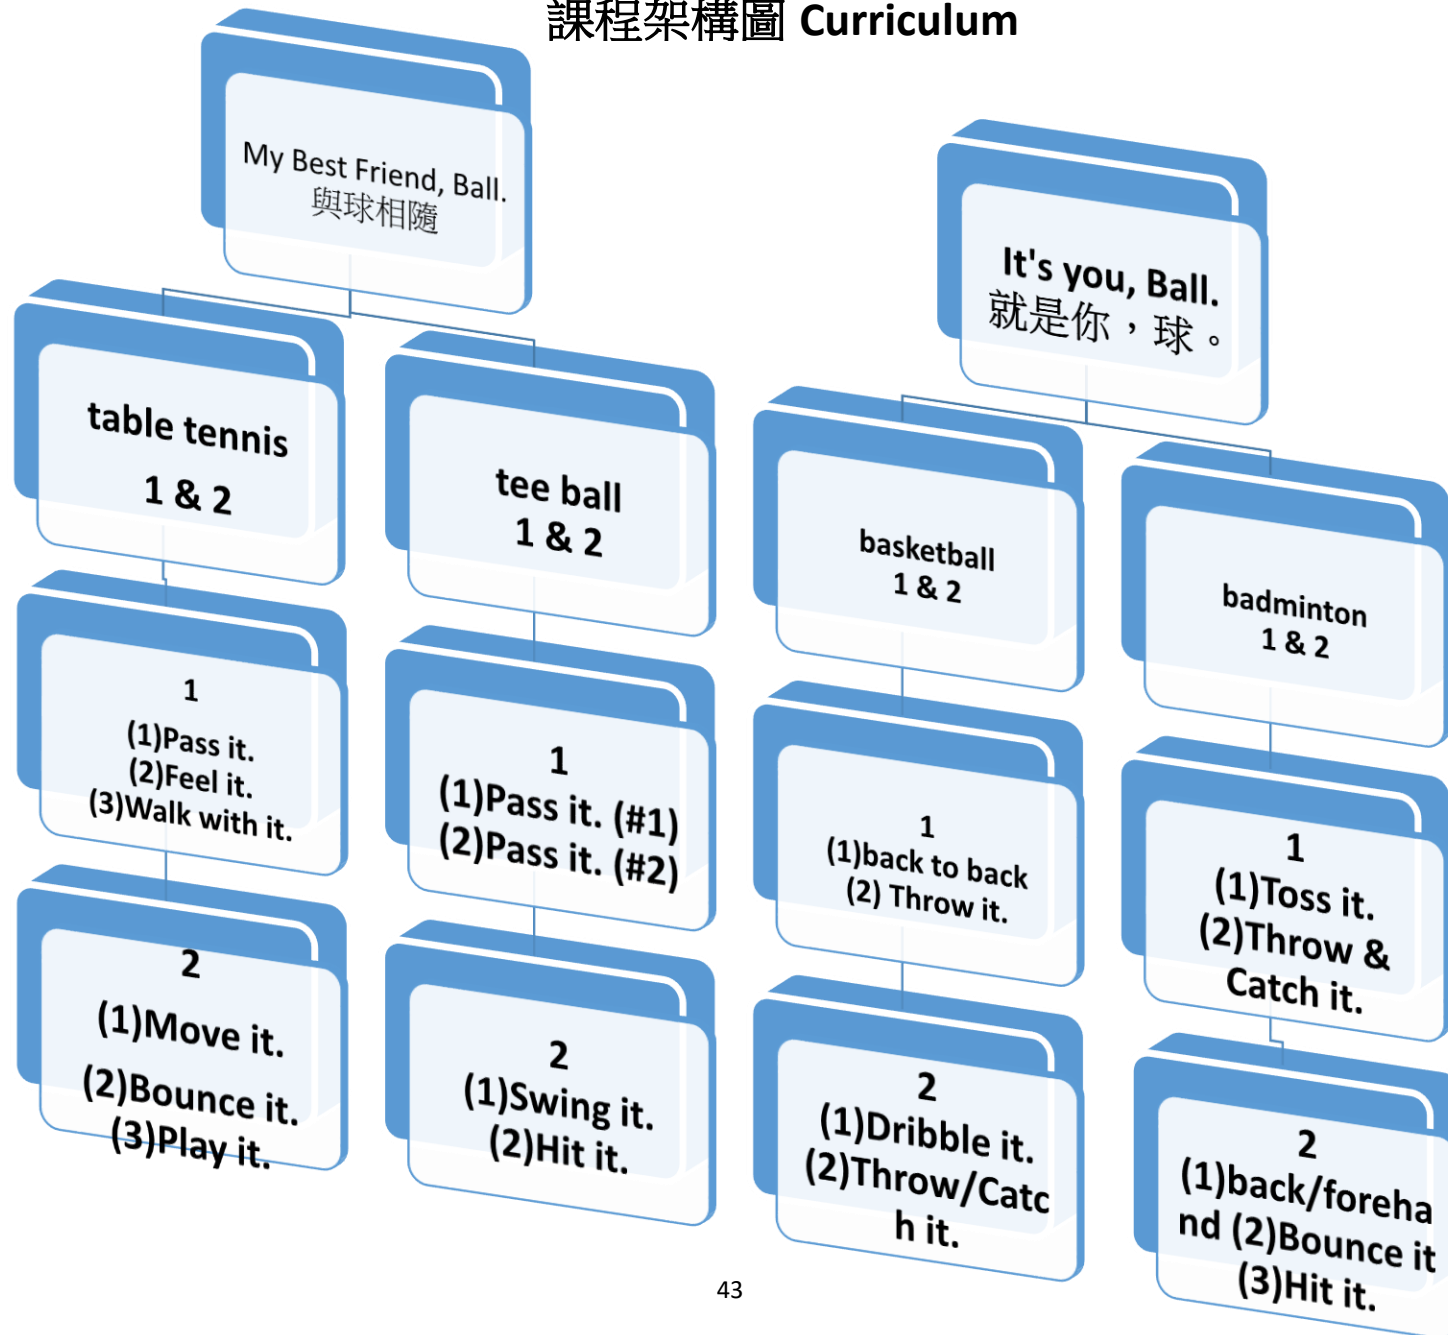 課程架構圖 Curriculum
My Best Friend, Ball.
與球相隨
table tennis
1 & 2
1
(1)Pass it.
(2)Feel it.
(3)Walk with it.
2
(1)Move it.
(2)Bounce it.
(3)Play it.
tee ball
1 & 2
1
(1)Pass it. (#1)
(2)Pass it. (#2)
2
(1)Swing it.
(2)Hit it.
It's you, Ball.
就是你，球。
basketball
1 & 2
1
(1)back to back
(2) Throw it.
2
(1)Dribble it.
(2)Throw/Catc
h it.
badminton
1 & 2
1
(1)Toss it.
(2)Throw &
Catch it.
2
(1)back/foreha
nd (2)Bounce it
(3)Hit it.
43